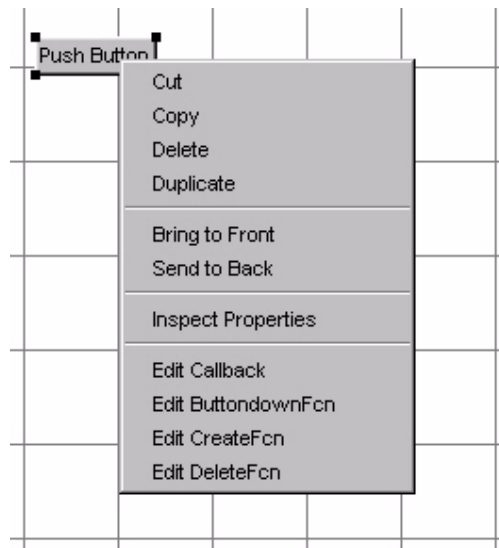 Push Button
Cut
Copy
Delete
Duplicate
Bring to Front
Send to Back
Inspect Properties
Edit Callback
Edit ButtondownFcn
Edit CreateFcn
Edit DeleteFcn